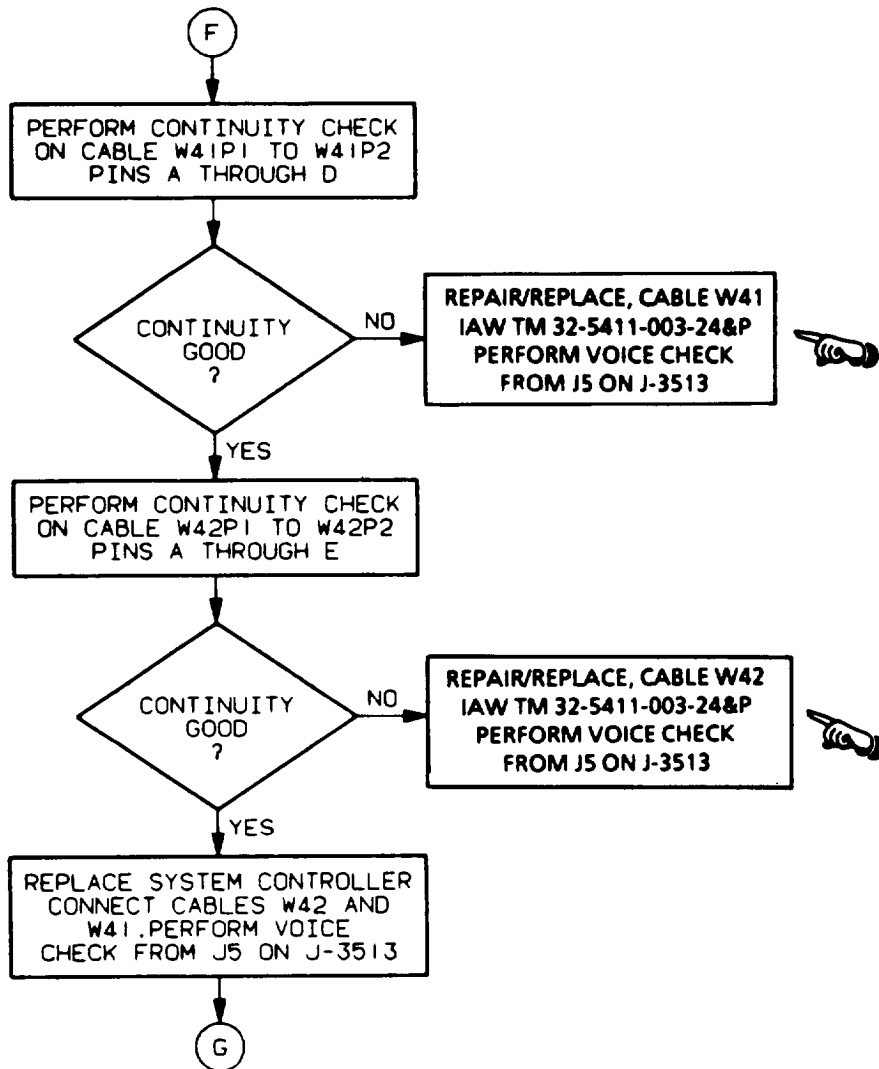 F
PERFORM CONTINUITY CHECK
ON CABLE W41P1 TO W41P2
PINS A THROUGH D
CONTINUITY
GOOD
?
NO
REPAIR/REPLACE, CABLE W41
IAW TM 32-5411-003-24&P
PERFORM VOICE CHECK
FROM J5 ON J-3513
YES
PERFORM CONTINUITY CHECK
ON CABLE W42P1 TO W42P2
PINS A THROUGH E
CONTINUITY
GOOD
?
NO
REPAIR/REPLACE, CABLE W42
IAW TM 32-5411-003-24&P
PERFORM VOICE CHECK
FROM J5 ON J-3513
YES
REPLACE SYSTEM CONTROLLER
CONNECT CABLES W42 AND
W41.PERFORM VOICE
CHECK FROM J5 ON J-3513
G